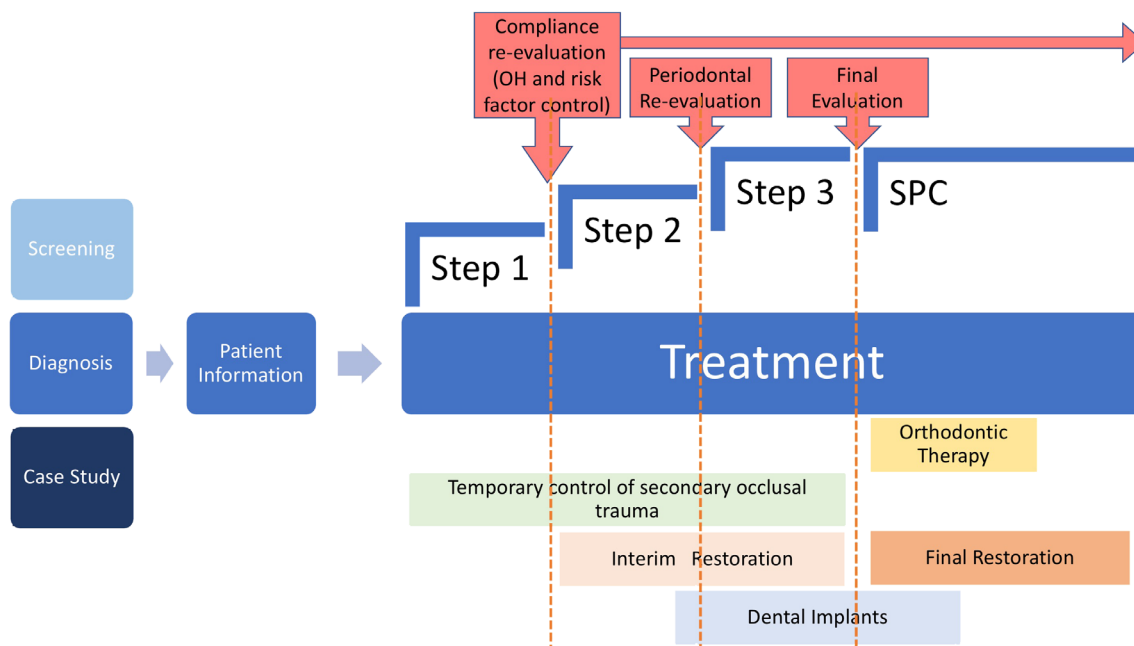 Compliance
re-evaluation
(OH and risk
factor control)
Periodontal
Re-evaluation
Final
Evaluation
Step 1
Step 2
Step 3
SPC
Screening
Diagnosis
Case Study
Patient
Information
Treatment
Orthodontic
Therapy
Temporary control of secondary occlusal
trauma
Interim Restoration
Final Restoration
Dental Implants